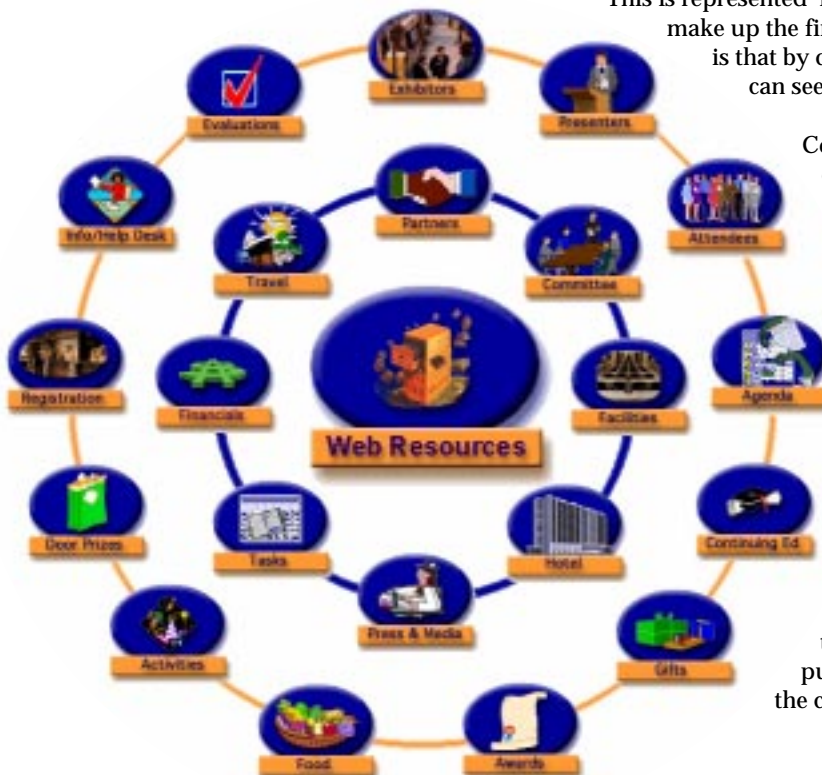 This is represented
make up the fir
is that by c
can see
Co
Exhibitors
Evaluations
Presenters
Info/Help Desk
Partners
Attendees
Travel
Committee
Registration
Financials
Facilities
Agenda
Web Resources
Door Prizes
Tasks
Hotel
Continuing Ed
Press & Media
Activities
Gifts
t
pu
the c
Food
Awards